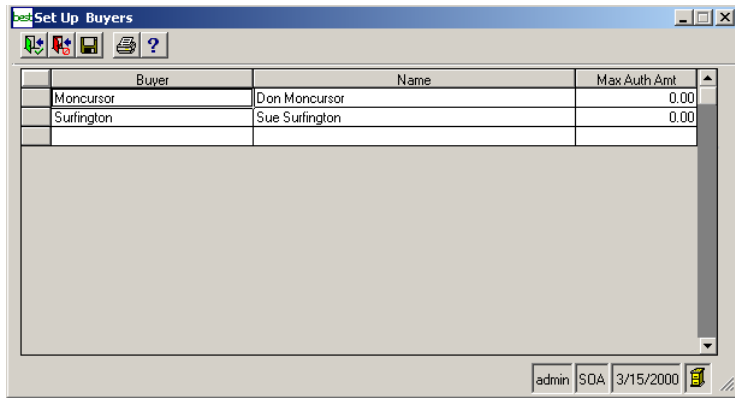 best Set Up Buyers
?
Buyer Name Max Auth Amt
Moncursor Don Moncursor 0.00
Surfington Sue Surfington 0.00
admin SOA 3/15/2000